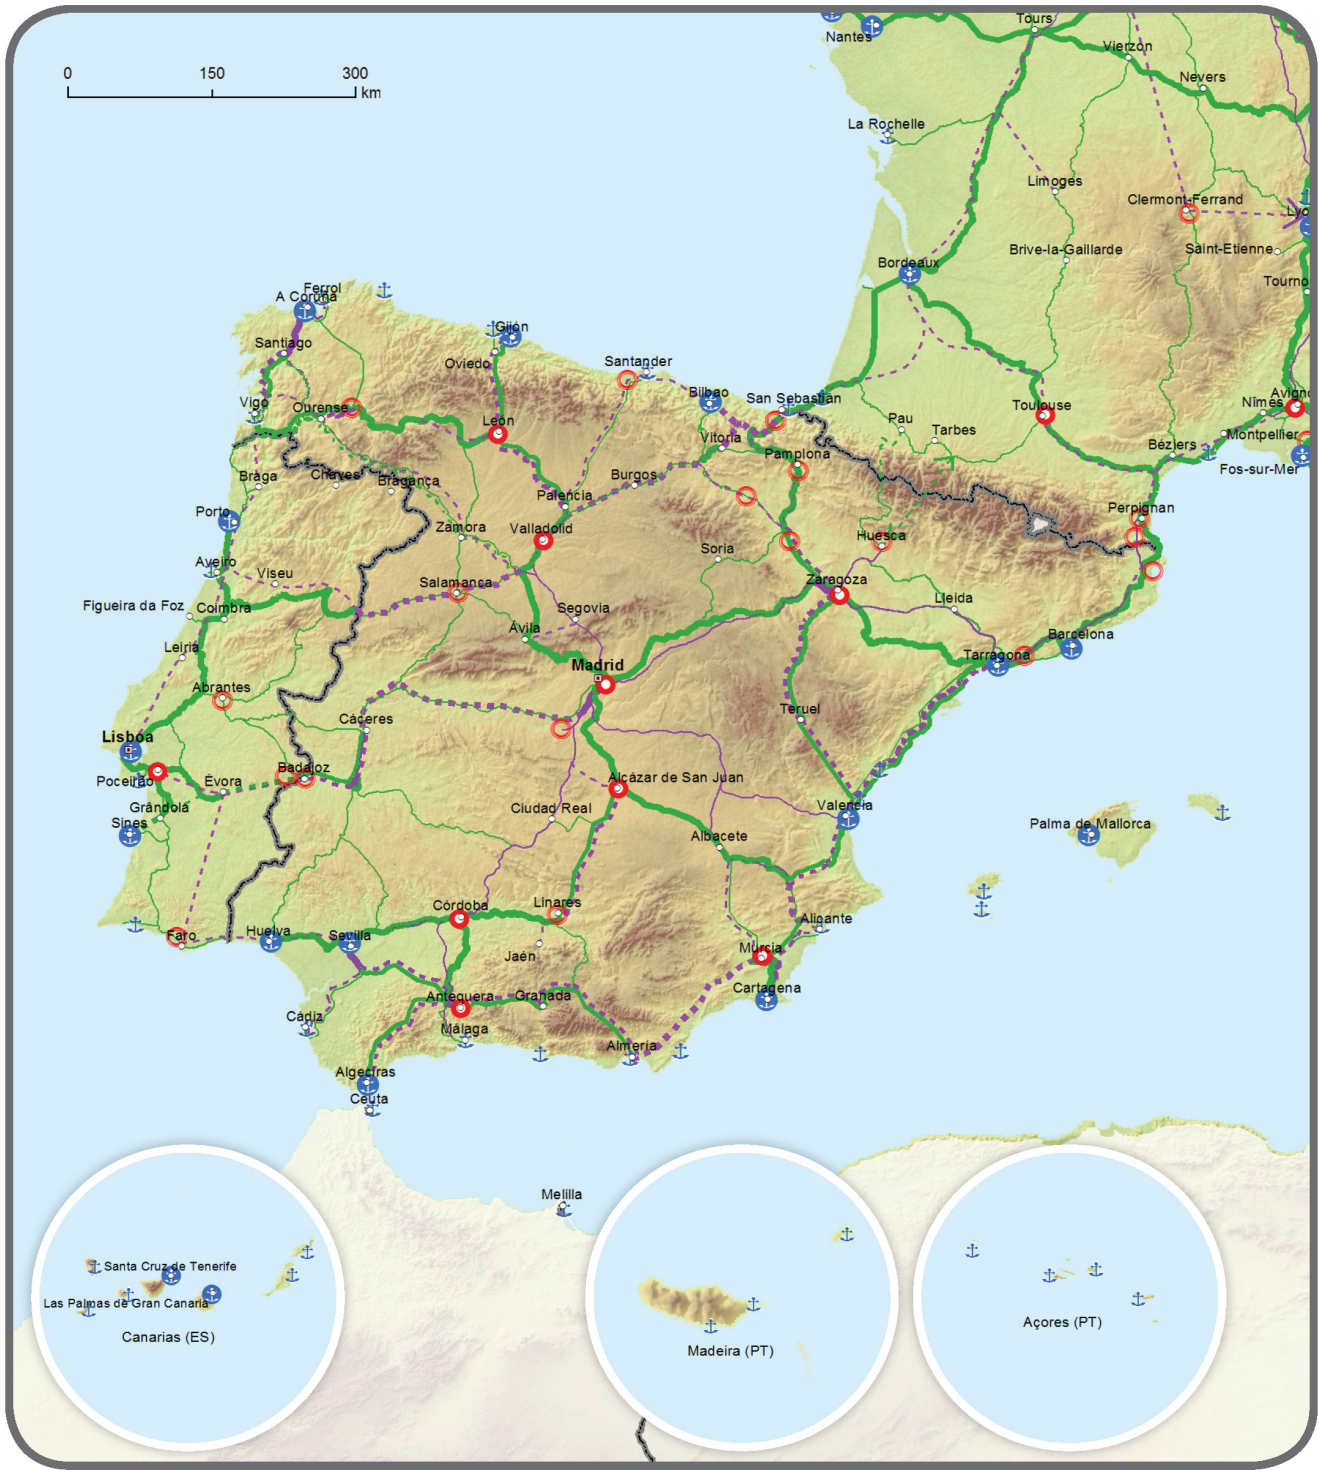 Tours
Nantes
Vierzon
0 150 300
km
Nevers
La Rochelle
Limoges
Clermont-Ferrand
Lyo
Brive-la-Gaillarde
Saint-Etienne
Bordeaux
Tourno
Ferrol
A Coruña
Gijón
Santiago
Oviedo
Santander
Bilbao
San Sebastián
Avigno
Nîmes
Vigo
Ourense
Toulouse
León
Pau
Tarbes
Montpellier
Vitoria
Béziers
Pamplona
Fos-sur-Mer
Braga
Chaves
Bragança
Burgos
Palencia
Perpignan
Porto
Zamora
Valladolid
Huesca
Soria
Aveiro
Viseu
Salamanca
Zaragoza
Figueira da Foz
Coimbra
Segovia
Lleida
Ávila
Barcelona
Leiria
Tarragona
Madrid
Abrantes
Teruel
Cáceres
Lisboa
Badajoz
Poceirão
Évora
Alcázar de San Juan
Grândola
Ciudad Real
Valencia
Sines
Palma de Mallorca
Albacete
Córdoba
Linares
Alicante
Faro
Huelva
Sevilla
Jaén
Murcia
Cartagena
Antequera
Granada
Cádiz
Málaga
Almería
Algeciras
Ceuta
Melilla
Santa Cruz de Tenerife
Las Palmas de Gran Canaria
Canarias (ES)
Madeira (PT)
Açores (PT)